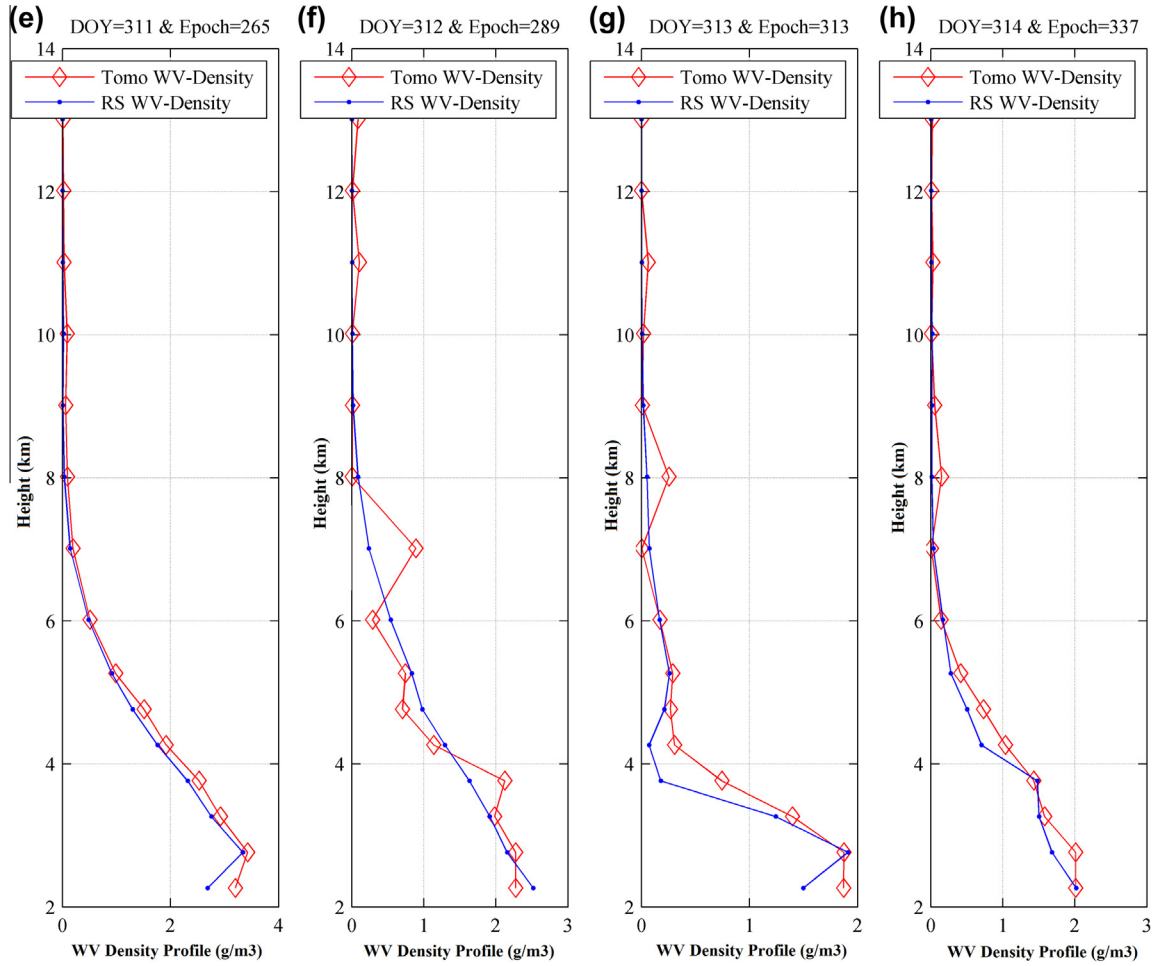 (e) DOY=311 & Epoch=265
14
Tomo WV-Density
RS WV-Density
12
10
8
6
4
2
Height (km)
0 2 4
WV Density Profile (g/m3)
(f) DOY=312 & Epoch=289
14
Tomo WV-Density
RS WV-Density
12
10
8
6
4
2
Height (km)
0 1 2 3
WV Density Profile (g/m3)
(g) DOY=313 & Epoch=313
14
Tomo WV-Density
RS WV-Density
12
10
8
6
4
2
Height (km)
0 1 2
WV Density Profile (g/m3)
(h) DOY=314 & Epoch=337
14
Tomo WV-Density
RS WV-Density
12
10
8
6
4
2
Height (km)
0 1 2 3
WV Density Profile (g/m3)